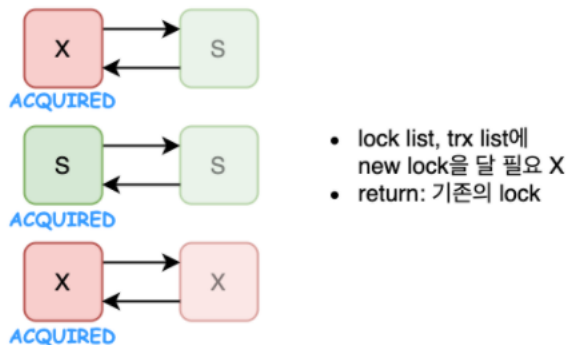 X S
ACQUIRED
S S
ACQUIRED
X X
ACQUIRED
• lock list, trx list에
new lock을 달 필요 X
• return: 기존의 lock